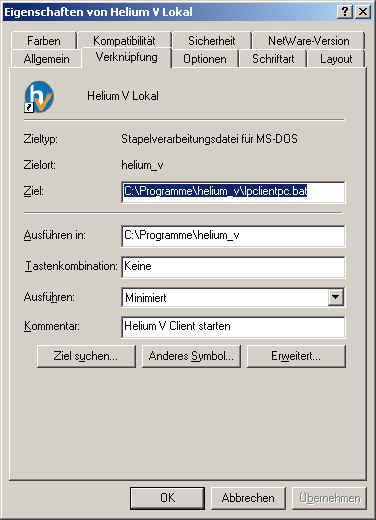 Eigenschaften von Helium V Lokal
Farben Kompatibilität Sicherheit NetWare-Version
Allgemein Verknüpfung Optionen Schriftart Layout
hv
Helium V Lokal
Zieltyp: Stapelverarbeitungsdatei für MS-DOS
Zielort: helium_v
Ziel: C:\Programme\helium_v\lpclientpc.bat
Ausführen in: C:\Programme\helium_v
Tastenkombination: Keine
Ausführen: Minimiert
Kommentar: Helium V Client starten
Ziel suchen... Anderes Symbol... Erweitert...
OK Abbrechen Übernehmen